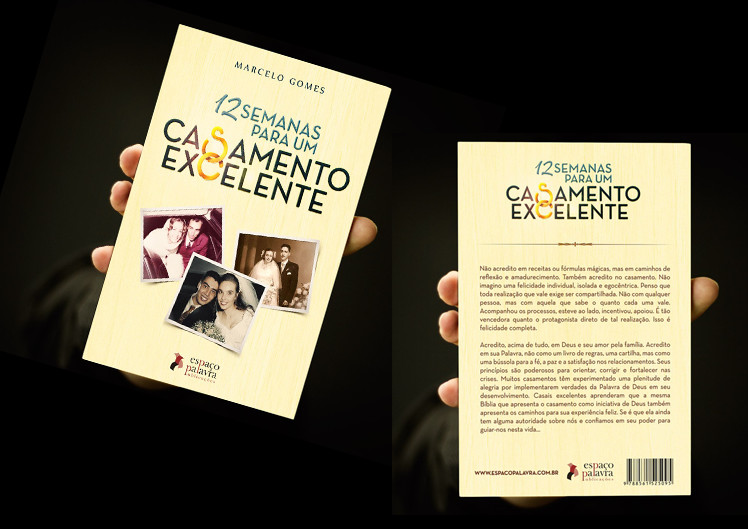 MARCELO GOMES
12 SEMANAS
PARA UM
CASAMENTO
EXCELENTE
espaço
palavra
publicações
12 SEMANAS
PARA UM
CASAMENTO
EXCELENTE
Não acredito em receitas ou fórmulas mágicas, mas em caminhos de
reflexão e amadurecimento. Também acredito no casamento. Não
imagino uma felicidade individual, isolada e egocêntrica. Penso que
toda realização que vale exige ser compartilhada. Não com qualquer
pessoa, mas com aquela que sabe o quanto cada uma vale.
Acompanhou os processos, esteve ao lado, incentivou, apoiou. É tão
vencedora quanto o protagonista direto de tal realização. Isso é
felicidade completa.
Acredito, acima de tudo, em Deus e seu amor pela família. Acredito
em sua Palavra, não como um livro de regras, uma cartilha, mas como
uma bússola para a fé, a paz e a satisfação nos relacionamentos. Seus
princípios são poderosos para orientar, corrigir e fortalecer nas
crises. Muitos casamentos têm experimentado uma plenitude de
alegria por implementarem verdades da Palavra de Deus em seu
desenvolvimento. Casais excelentes aprenderam que a mesma
Bíblia que apresenta o casamento como iniciativa de Deus também
apresenta os caminhos para sua experiência feliz. Se é que ela ainda
tem alguma autoridade sobre nós e confiamos em seu poder para
guiar-nos nesta vida...
WWW.ESPACOPALAVRA.COM.BR
espaço
palavra
publicações
9 788561 523095